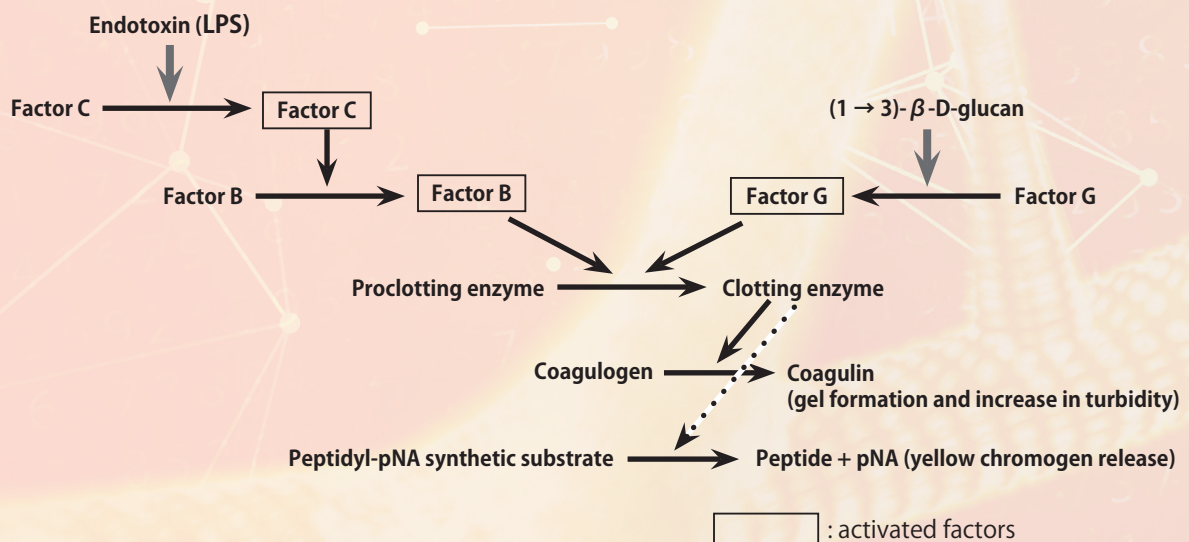 Endotoxin (LPS)
Factor C
Factor C
(1 → 3)-β-D-glucan
Factor B
Factor B
Factor G
Factor G
Proclotting enzyme
Clotting enzyme
Coagulogen
Coagulin
(gel formation and increase in turbidity)
Peptidyl-pNA synthetic substrate
Peptide + pNA (yellow chromogen release)
: activated factors